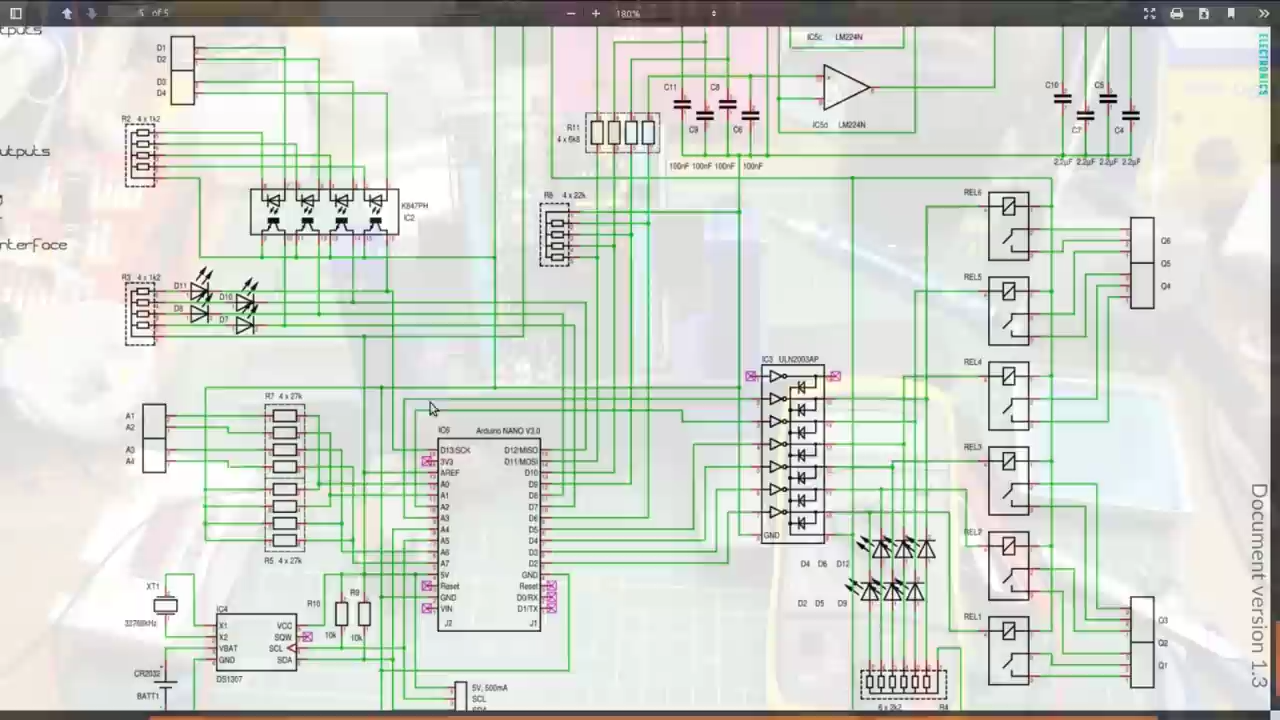 5 of 5
180%
tputs
utputs
nterface
D1
D2
D3
D4
R2 4 x 1k2
K847PH
IC2
R3 4 x 1k2
D11
D10
D8
D7
R11
4 x 6k8
C11
C8
C9
C6
100nF 100nF 100nF 100nF
IC5c LM224N
IC5d LM224N
C10
C5
C7
C4
2.2µF 2.2µF 2.2µF 2.2µF
ELECTRONICS
R8 4 x 22k
REL6
REL5
REL4
REL3
REL2
REL1
Q6
Q5
Q4
Q3
Q2
Q1
IC3 ULN2003AP
GND
A1
A2
A3
A4
R7 4 x 27k
R5 4 x 27k
IC6 Arduino NANO V3.0
D13/SCK D12/MISO
3V3 D11/MOSI
AREF D10
A0 D9
A1 D8
A2 D7
A3 D6
A4 D5
A5 D4
A6 D3
A7 D2
5V GND
Reset Reset
GND D0/RX
VIN D1/TX
J2 J1
XT1
32768kHz
CR2032
BATT1
IC4
X1 VCC
X2 SQW
VBAT SCL
GND SDA
DS1307
R10
R9
10k
10k
5V, 500mA
SCL
SDA
D4 D6 D12
D2 D5 D9
6 x 2k2
R4
Document version 1.3